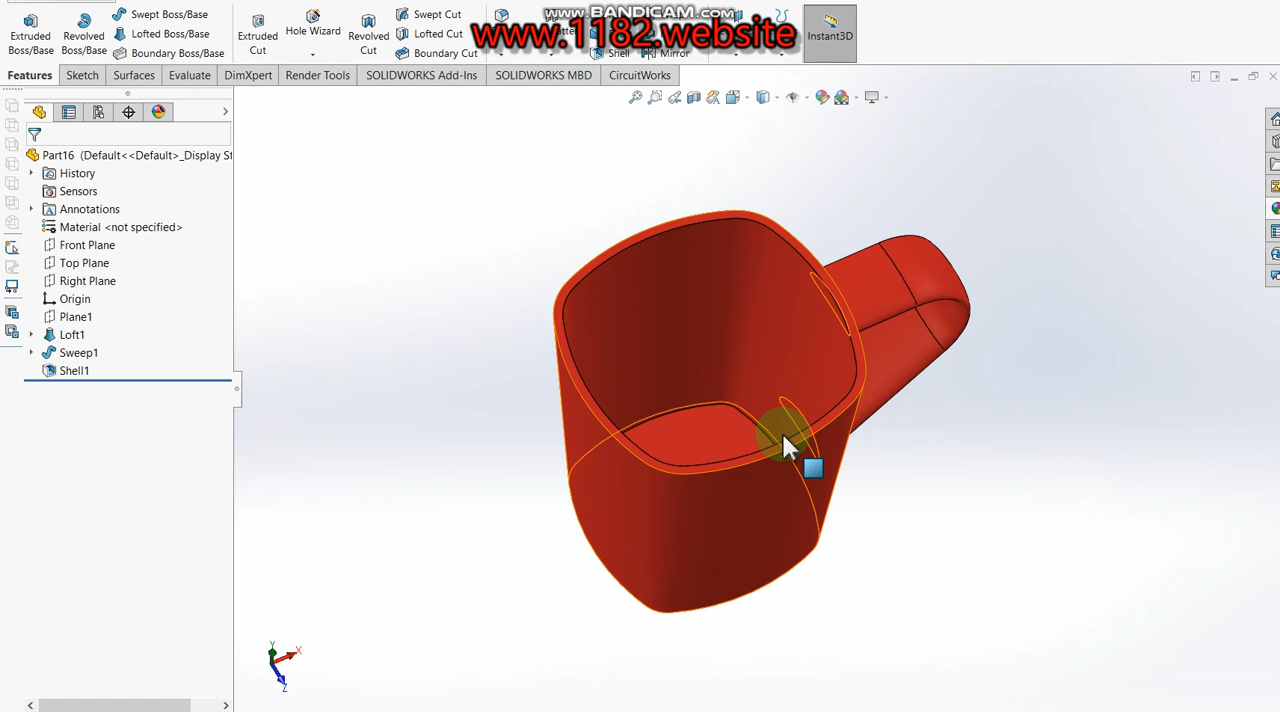 www.BANDICAM.com
www.1182.website
Extruded Boss/Base
Revolved Boss/Base
Swept Boss/Base
Lofted Boss/Base
Boundary Boss/Base
Extruded Cut
Hole Wizard
Revolved Cut
Swept Cut
Lofted Cut
Boundary Cut
Shell
Mirror
Instant3D
Features
Sketch
Surfaces
Evaluate
DimXpert
Render Tools
SOLIDWORKS Add-Ins
SOLIDWORKS MBD
CircuitWorks
Part16 (Default<<Default>_Display St
History
Sensors
Annotations
Material <not specified>
Front Plane
Top Plane
Right Plane
Origin
Plane1
Loft1
Sweep1
Shell1
Y
X
Z